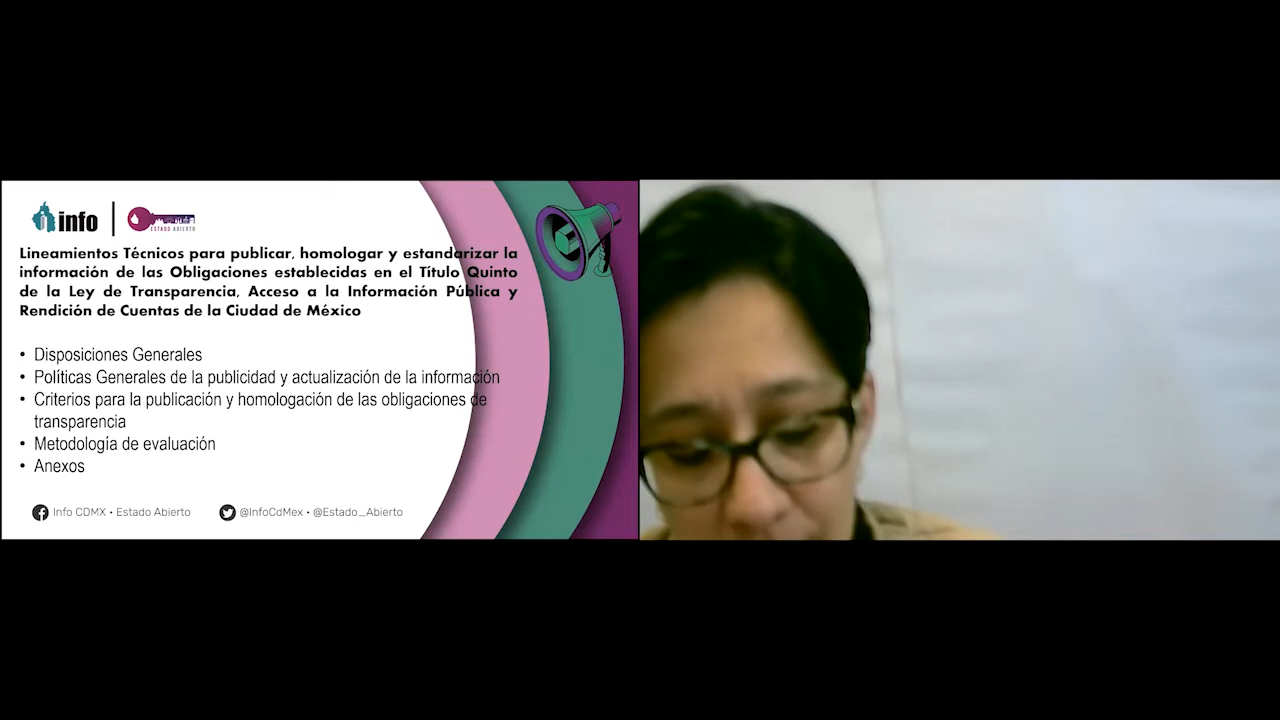 info
ESTADO ABIERTO
Lineamientos Técnicos para publicar, homologar y estandarizar la
información de las Obligaciones establecidas en el Título Quinto
de la Ley de Transparencia, Acceso a la Información Pública y
Rendición de Cuentas de la Ciudad de México
• Disposiciones Generales
• Políticas Generales de la publicidad y actualización de la información
• Criterios para la publicación y homologación de las obligaciones de
transparencia
• Metodología de evaluación
• Anexos
Info CDMX • Estado Abierto
@InfoCdMex • @Estado_Abierto